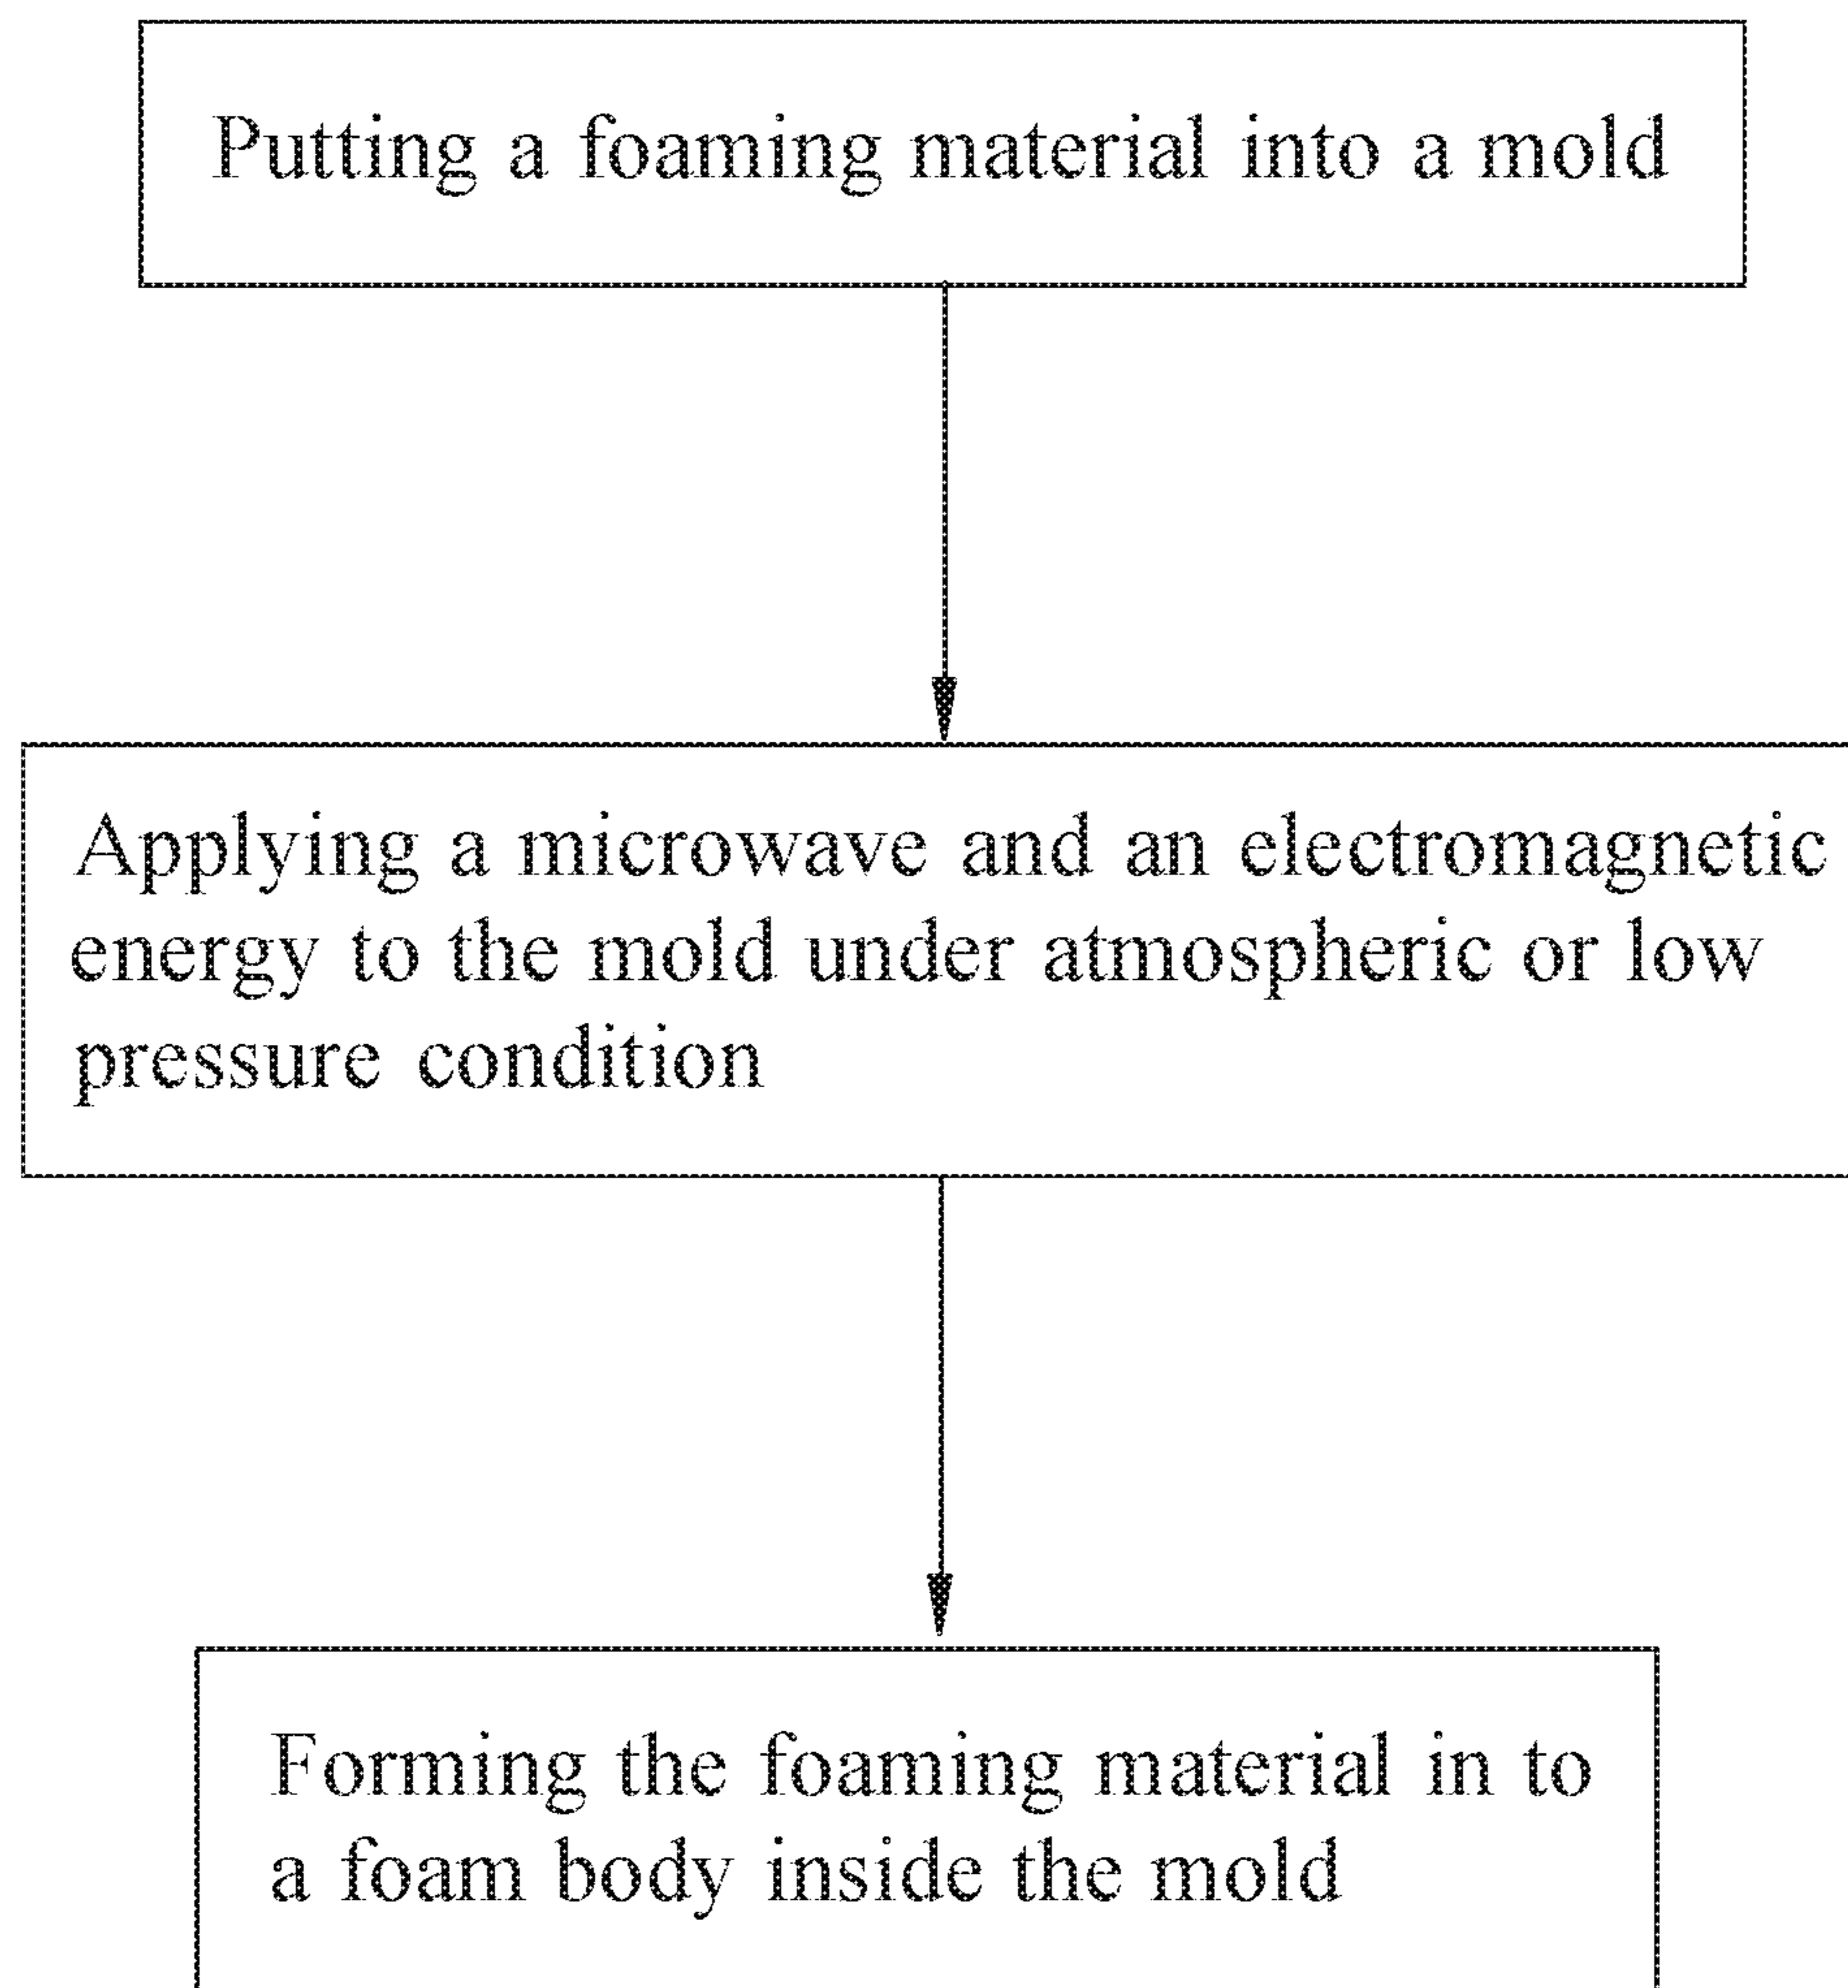 Putting a foaming material into a mold
Applying a microwave and an electromagnetic
energy to the mold under atmospheric or low
pressure condition
Forming the foaming material in to
a foam body inside the mold